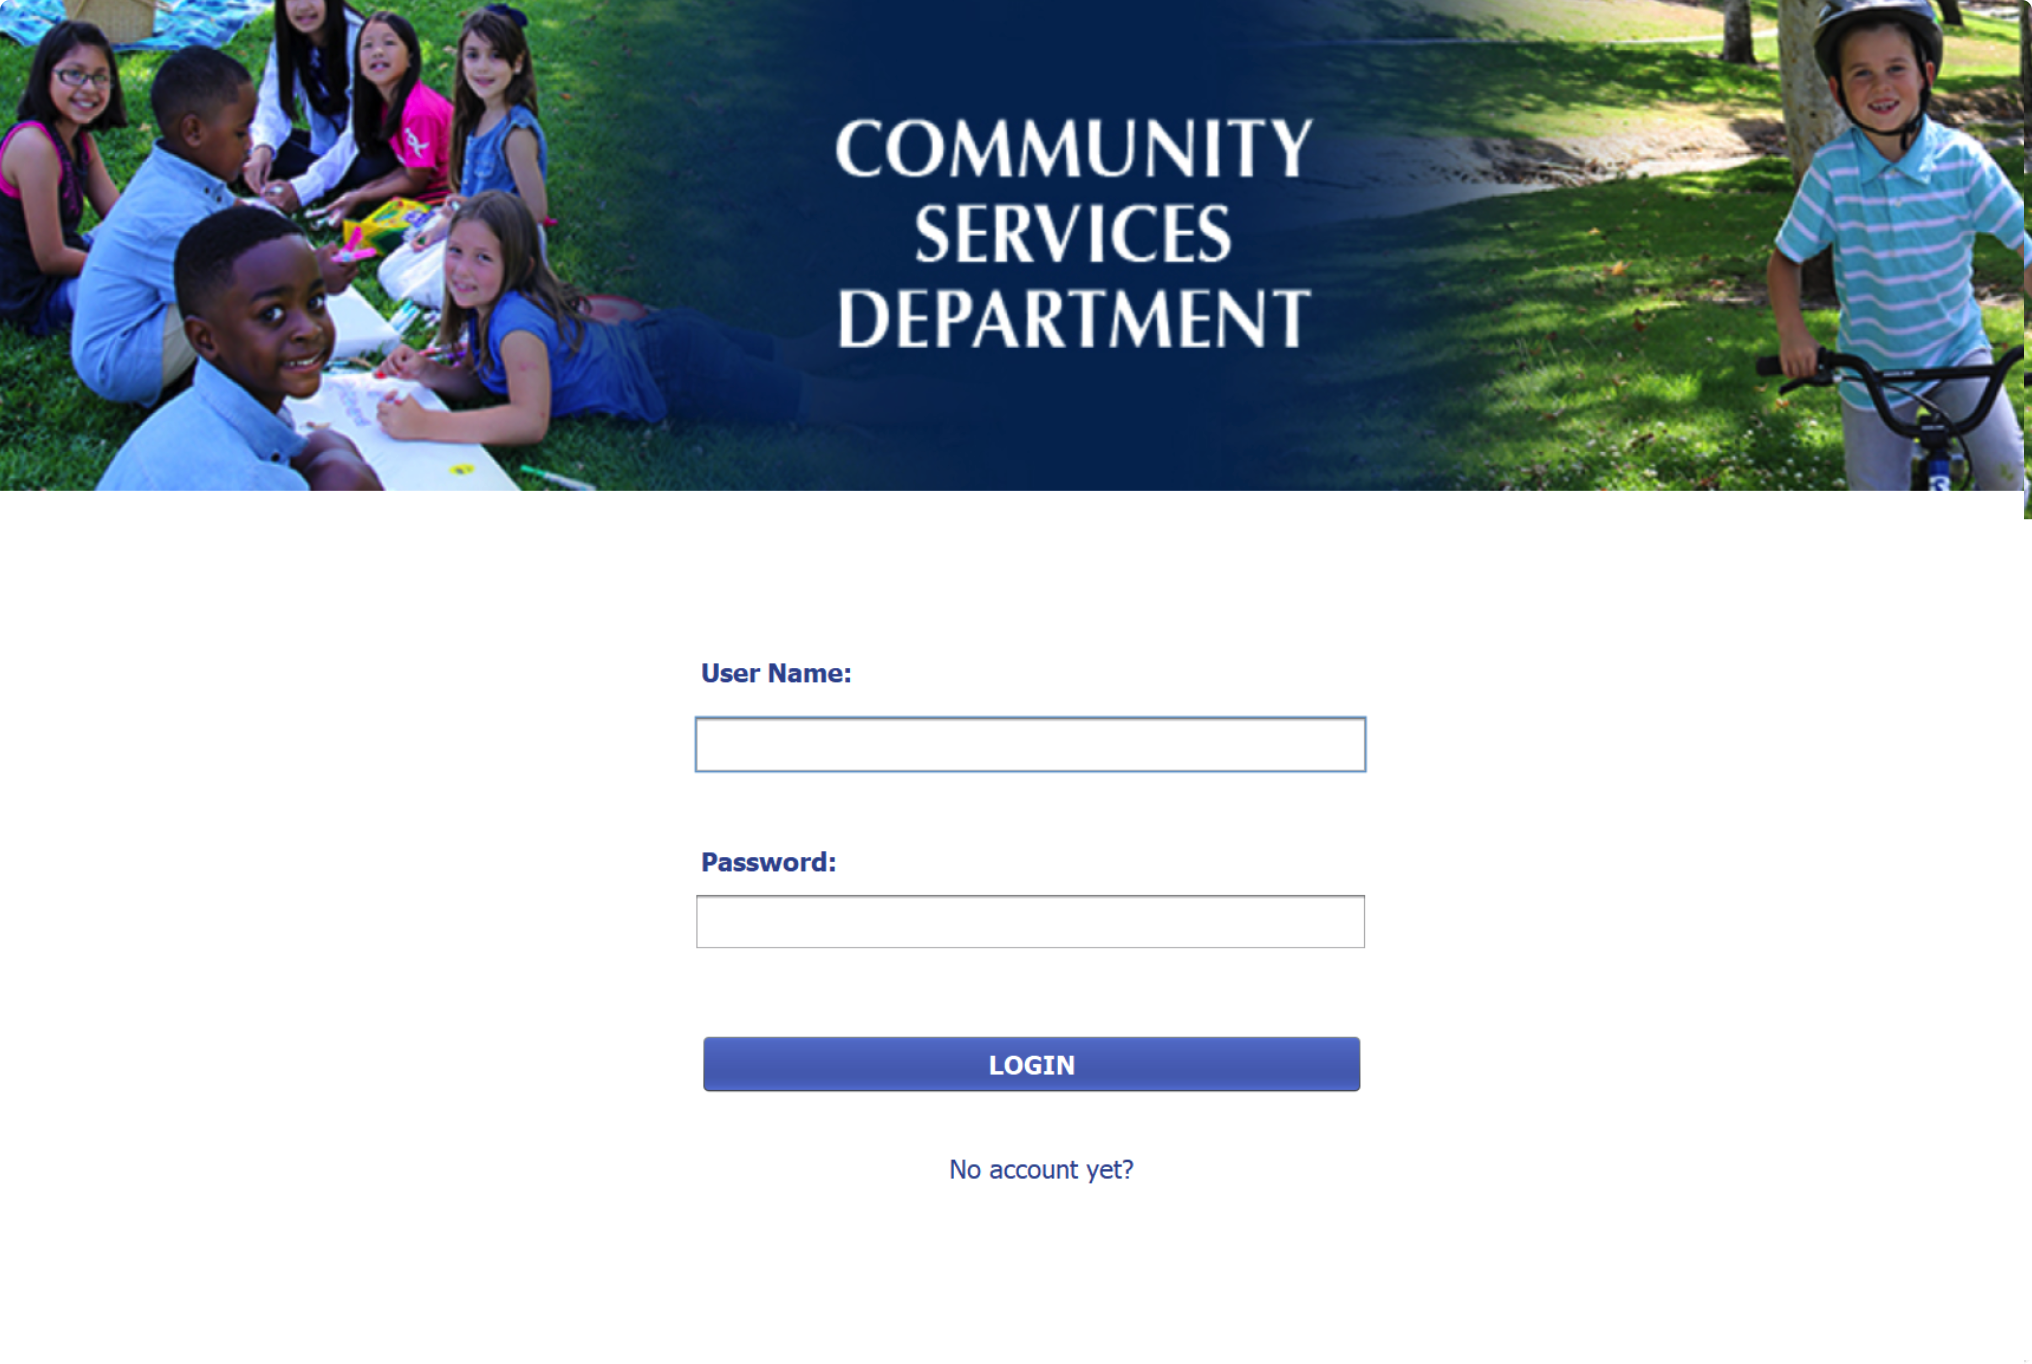 COMMUNITY
SERVICES
DEPARTMENT
User Name:
Password:
LOGIN
No account yet?